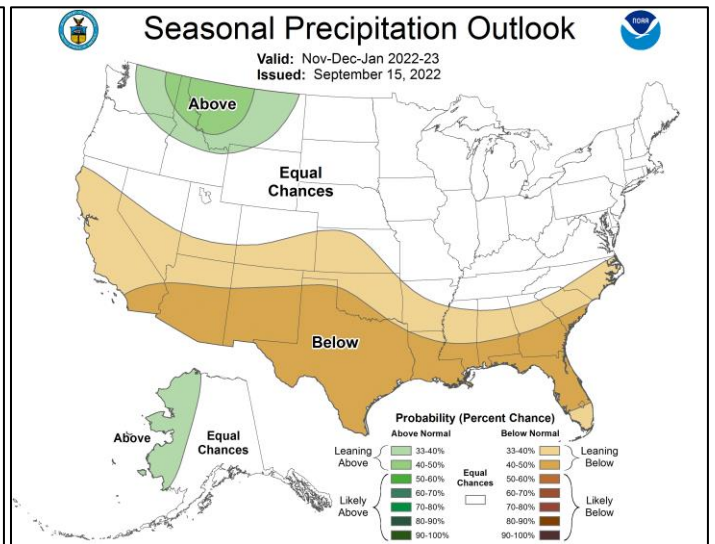 Seasonal Precipitation Outlook
NOAA
Valid: Nov-Dec-Jan 2022-23
Issued: September 15, 2022
Above
Equal
Chances
Below
Above
Equal
Chances
Probability (Percent Chance)
Above Normal
Below Normal
Leaning
Above
33-40%
40-50%
Likely
Above
50-60%
60-70%
70-80%
80-90%
90-100%
Equal
Chances
33-40%
40-50%
Leaning
Below
50-60%
60-70%
70-80%
80-90%
90-100%
Likely
Below